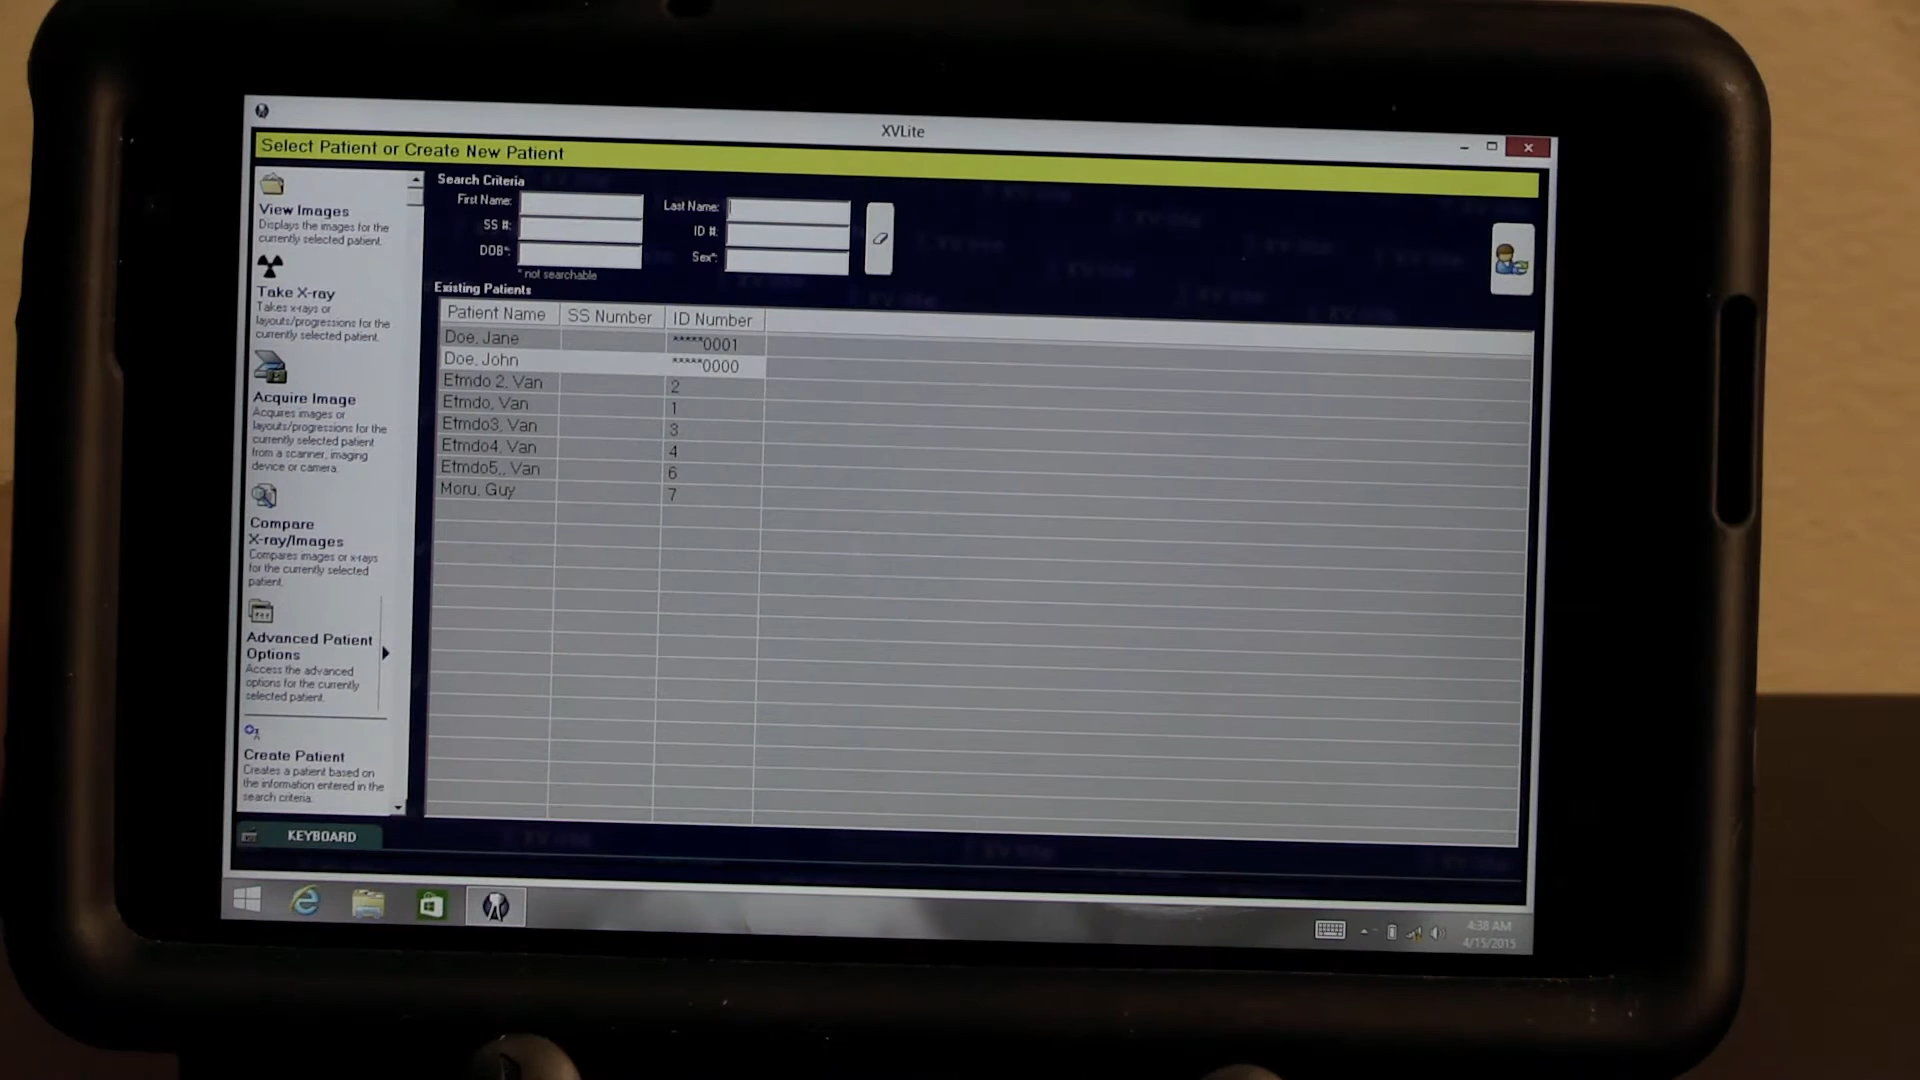 XVLite
Select Patient or Create New Patient
View Images
Displays the images for the
currently selected patient.
Take X-ray
Takes x-rays or
layouts/progressions for the
currently selected patient.
Acquire Image
Acquires images or
layouts/progressions for the
currently selected patient
from a scanner, imaging
device or camera.
Compare
X-ray/Images
Compares images or x-rays
for the currently selected
patient.
Advanced Patient
Options
Access the advanced
options for the currently
selected patient.
Create Patient
Creates a patient based on
the information entered in the
search criteria.
Search Criteria
First Name:
Last Name:
SS #:
ID #:
DOB*:
Sex*:
* not searchable
Existing Patients
Patient Name SS Number ID Number
Doe, Jane *****0001
Doe, John *****0000
Etmdo 2, Van 2
Etmdo, Van 1
Etmdo3, Van 3
Etmdo4, Van 4
Etmdo5,, Van 6
Moru, Guy 7
KEYBOARD
4:38 AM
4/15/2015